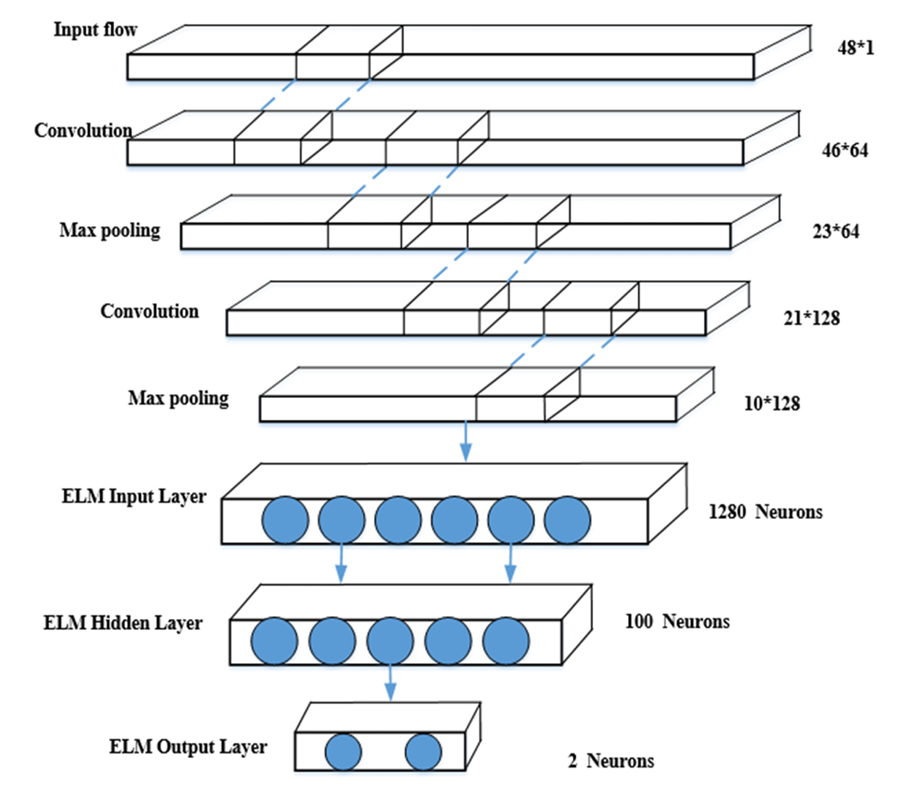 Input flow
48*1
Convolution
46*64
Max pooling
23*64
Convolution
21*128
Max pooling
10*128
ELM Input Layer
1280 Neurons
ELM Hidden Layer
100 Neurons
ELM Output Layer
2 Neurons